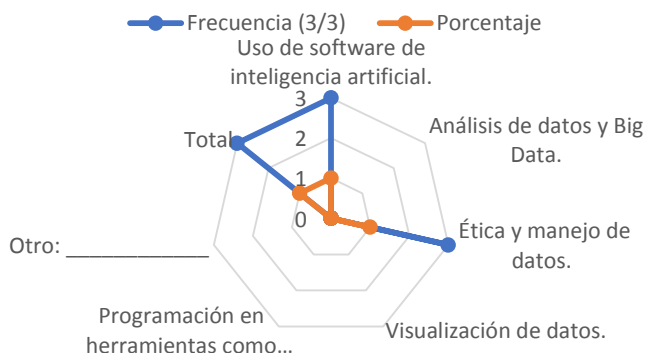 Frecuencia (3/3) Porcentaje
Uso de software de
inteligencia artificial.
3
2
1
0
Análisis de datos y Big
Data.
Ética y manejo de
datos.
Visualización de datos.
Programación en
herramientas como…
Otro: _____________
Total